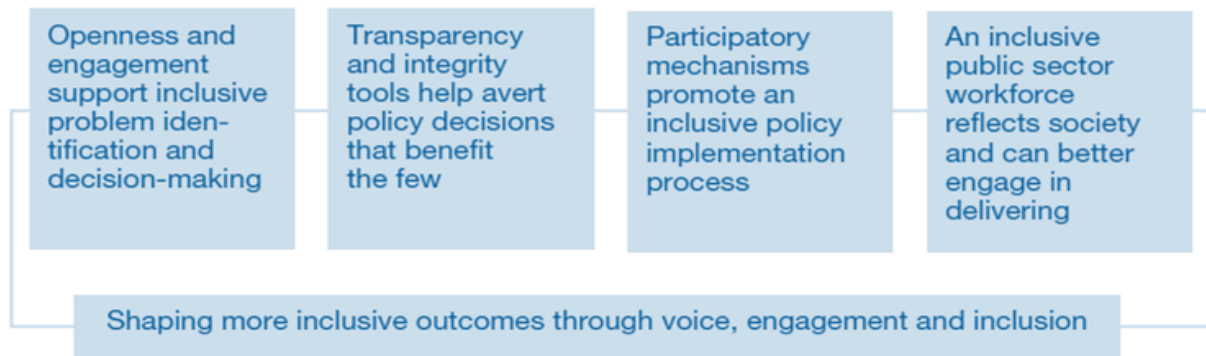 Openness and
engagement
support inclusive
problem iden-
tification and
decision-making
Transparency
and integrity
tools help avert
policy decisions
that benefit
the few
Participatory
mechanisms
promote an
inclusive policy
implementation
process
An inclusive
public sector
workforce
reflects society
and can better
engage in
delivering
Shaping more inclusive outcomes through voice, engagement and inclusion